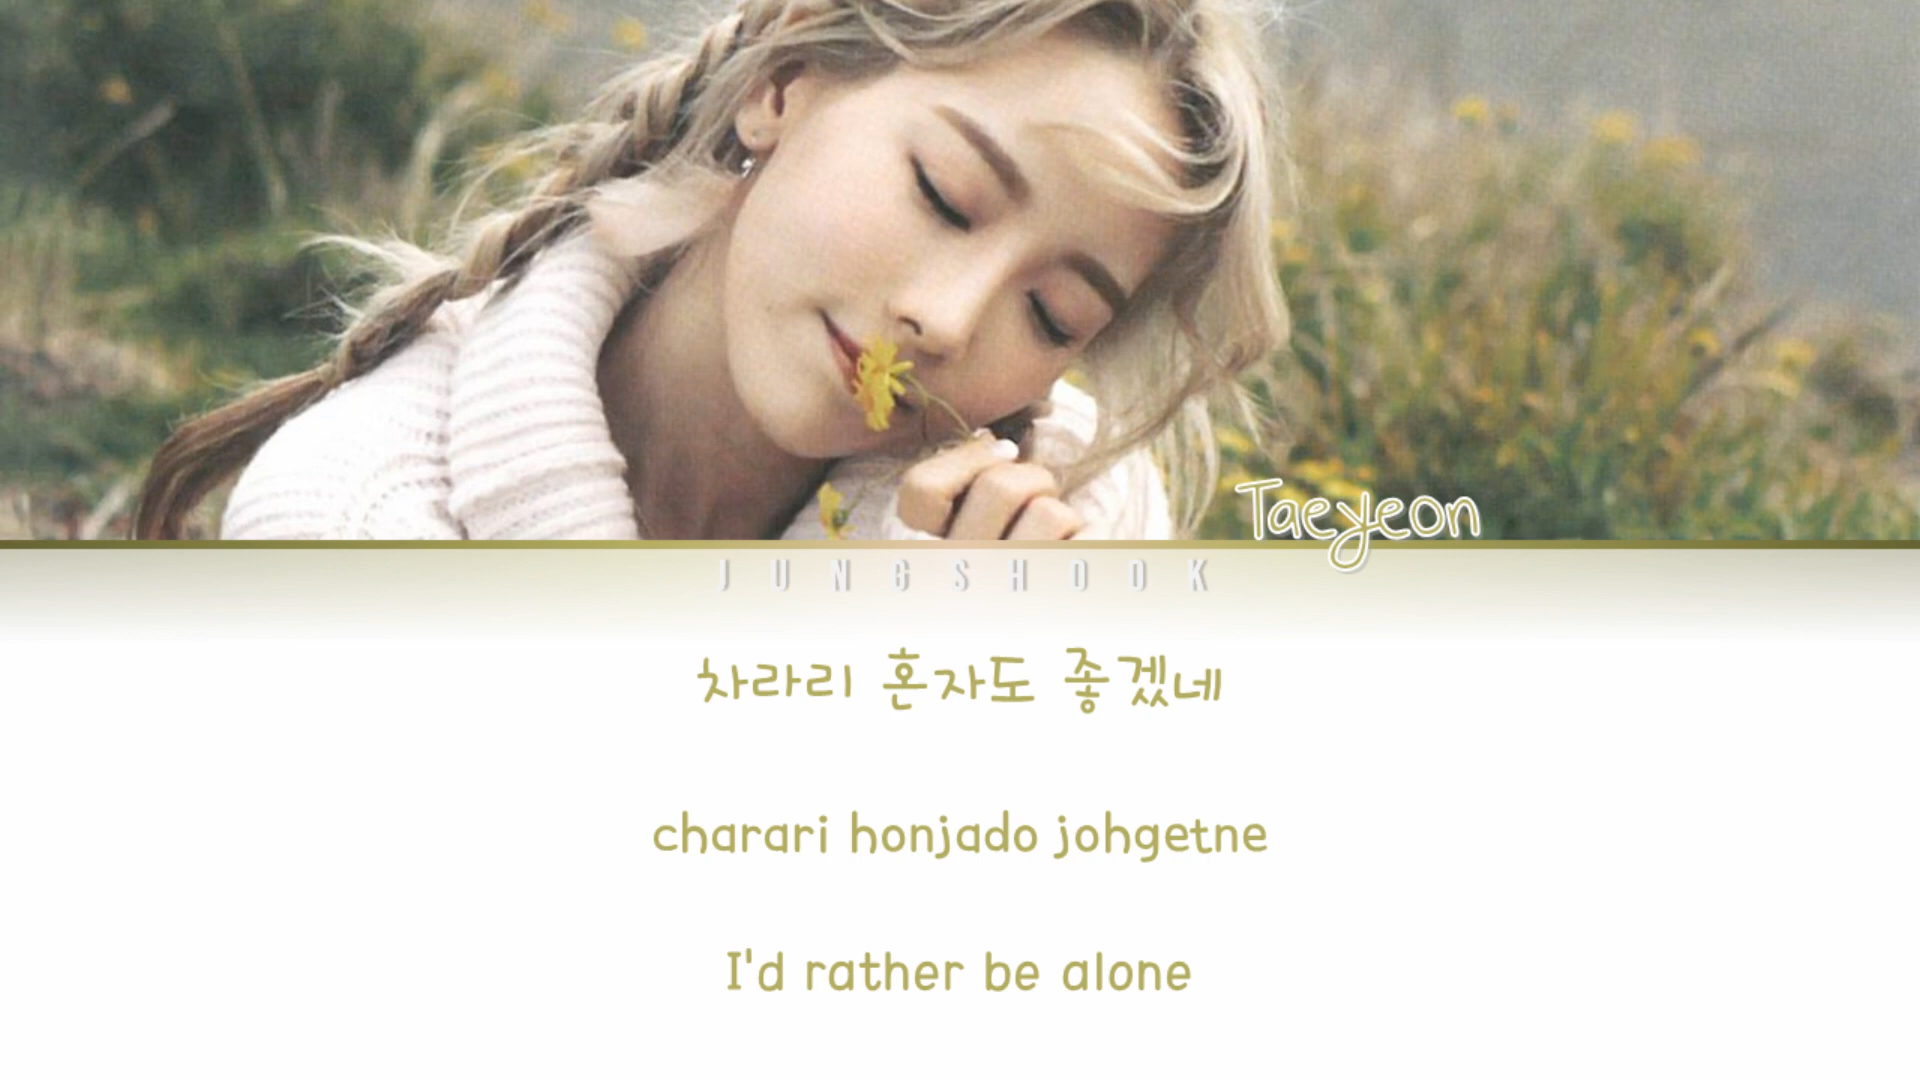 Taeyeon
JUNGSHOOK
차라리 혼자도 좋겠네
charari honjado johgetne
I'd rather be alone